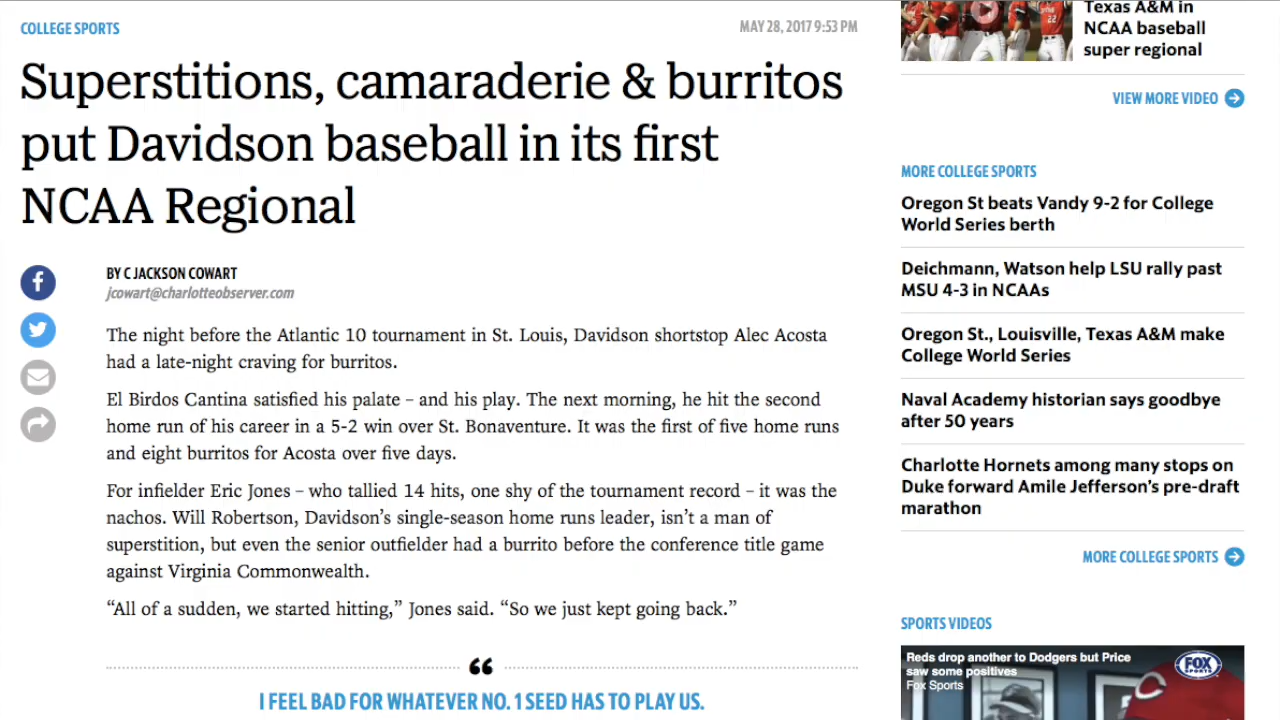 COLLEGE SPORTS
MAY 28, 2017 9:53 PM
Superstitions, camaraderie & burritos
put Davidson baseball in its first
NCAA Regional
BY C JACKSON COWART
jcowart@charlotteobserver.com
The night before the Atlantic 10 tournament in St. Louis, Davidson shortstop Alec Acosta
had a late-night craving for burritos.
El Birdos Cantina satisfied his palate – and his play. The next morning, he hit the second
home run of his career in a 5-2 win over St. Bonaventure. It was the first of five home runs
and eight burritos for Acosta over five days.
For infielder Eric Jones – who tallied 14 hits, one shy of the tournament record – it was the
nachos. Will Robertson, Davidson’s single-season home runs leader, isn’t a man of
superstition, but even the senior outfielder had a burrito before the conference title game
against Virginia Commonwealth.
“All of a sudden, we started hitting,” Jones said. “So we just kept going back.”
“
I FEEL BAD FOR WHATEVER NO. 1 SEED HAS TO PLAY US.
Texas A&M in
NCAA baseball
super regional
22
VIEW MORE VIDEO
MORE COLLEGE SPORTS
Oregon St beats Vandy 9-2 for College
World Series berth
Deichmann, Watson help LSU rally past
MSU 4-3 in NCAAs
Oregon St., Louisville, Texas A&M make
College World Series
Naval Academy historian says goodbye
after 50 years
Charlotte Hornets among many stops on
Duke forward Amile Jefferson’s pre-draft
marathon
MORE COLLEGE SPORTS
SPORTS VIDEOS
Reds drop another to Dodgers but Price
saw some positives
Fox Sports
FOX
SPORTS